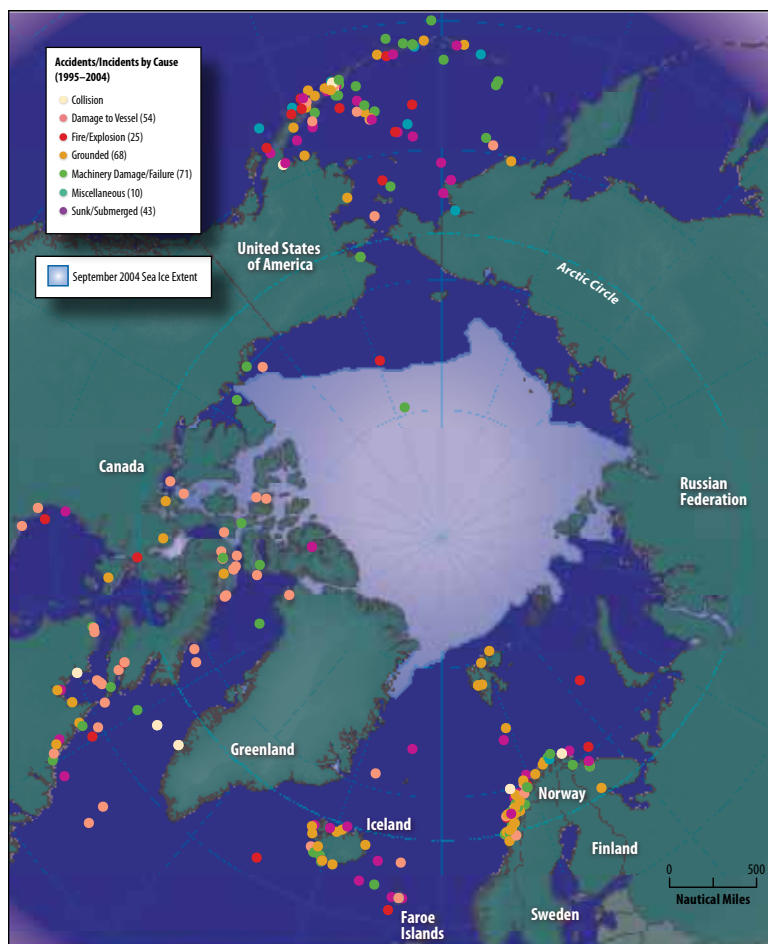 Accidents/Incidents by Cause
(1995–2004)
Collision
Damage to Vessel (54)
Fire/Explosion (25)
Grounded (68)
Machinery Damage/Failure (71)
Miscellaneous (10)
Sunk/Submerged (43)
September 2004 Sea Ice Extent
United States
of America
Arctic Circle
Canada
Russian
Federation
Greenland
Norway
Iceland
Finland
Faroe
Islands
Sweden
0 500
Nautical Miles